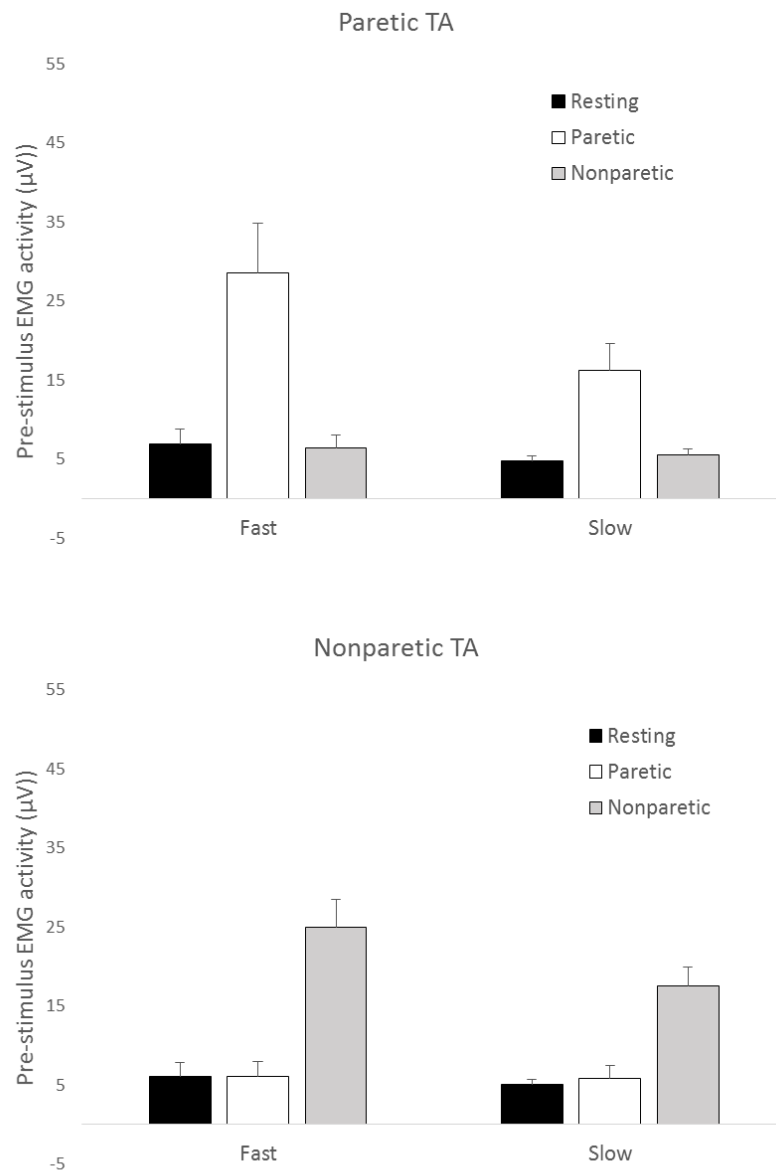 Paretic TA
Pre-stimulus EMG activity (µV))
55
45
35
25
15
5
-5
Resting
Paretic
Nonparetic
Fast
Slow
Nonparetic TA
Pre-stimulus EMG activity (µV))
55
45
35
25
15
5
-5
Resting
Paretic
Nonparetic
Fast
Slow